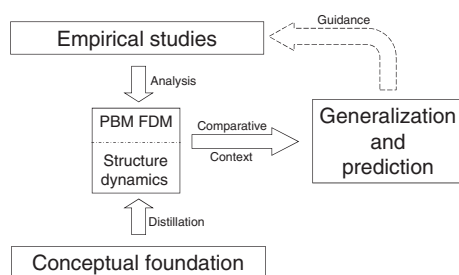 Guidance
Empirical studies
Analysis
PBM FDM
Structure
dynamics
Comparative
Context
Generalization
and
prediction
Distillation
Conceptual foundation